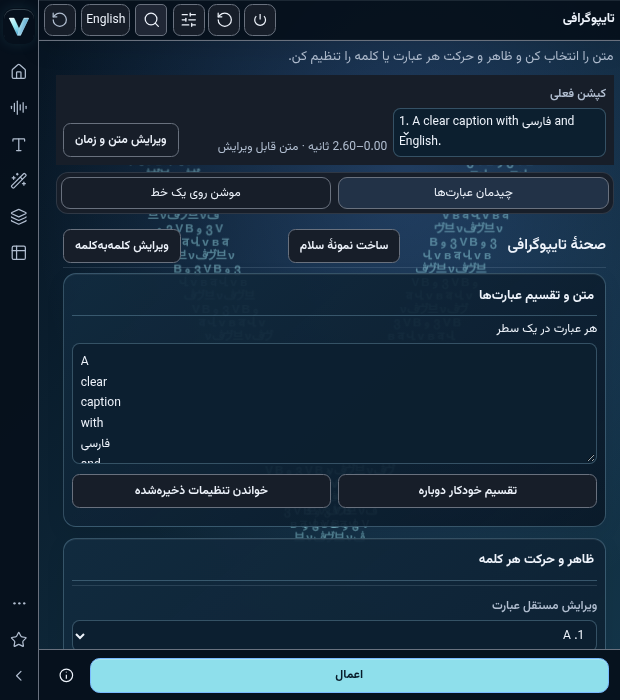 English
تایپوگرافی
متن را انتخاب کن و ظاهر و حرکت هر عبارت یا کلمه را تنظیم کن.
کپشن فعلی
1. A clear caption with فارسی and
English.
0.00–2.60 ثانیه · متن قابل ویرایش
ویرایش متن و زمان
چیدمان عبارت‌ها
موشن روی یک خط
صحنهٔ تایپوگرافی
ساخت نمونهٔ سلام
ویرایش کلمه‌به‌کلمه
متن و تقسیم عبارت‌ها
هر عبارت در یک سطر
A
clear
caption
with
فارسی
and
تقسیم خودکار دوباره
خواندن تنظیمات ذخیره‌شده
ظاهر و حرکت هر کلمه
ویرایش مستقل عبارت
1. A
اعمال